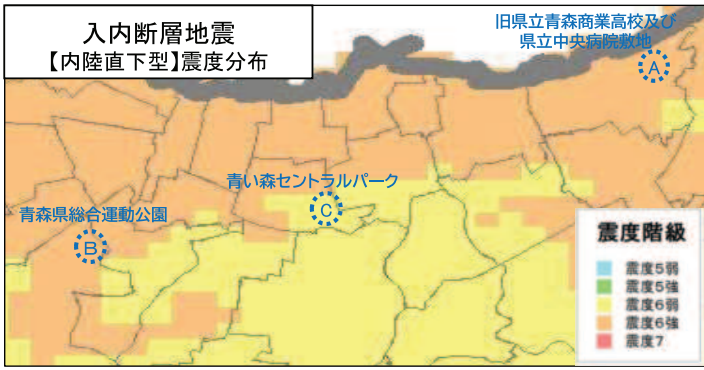 入内断層地震
【内陸直下型】震度分布
旧県立青森商業高校及び
県立中央病院敷地
A
青い森セントラルパーク
C
青森県総合運動公園
B
震度階級
震度5弱
震度5強
震度6弱
震度6強
震度7